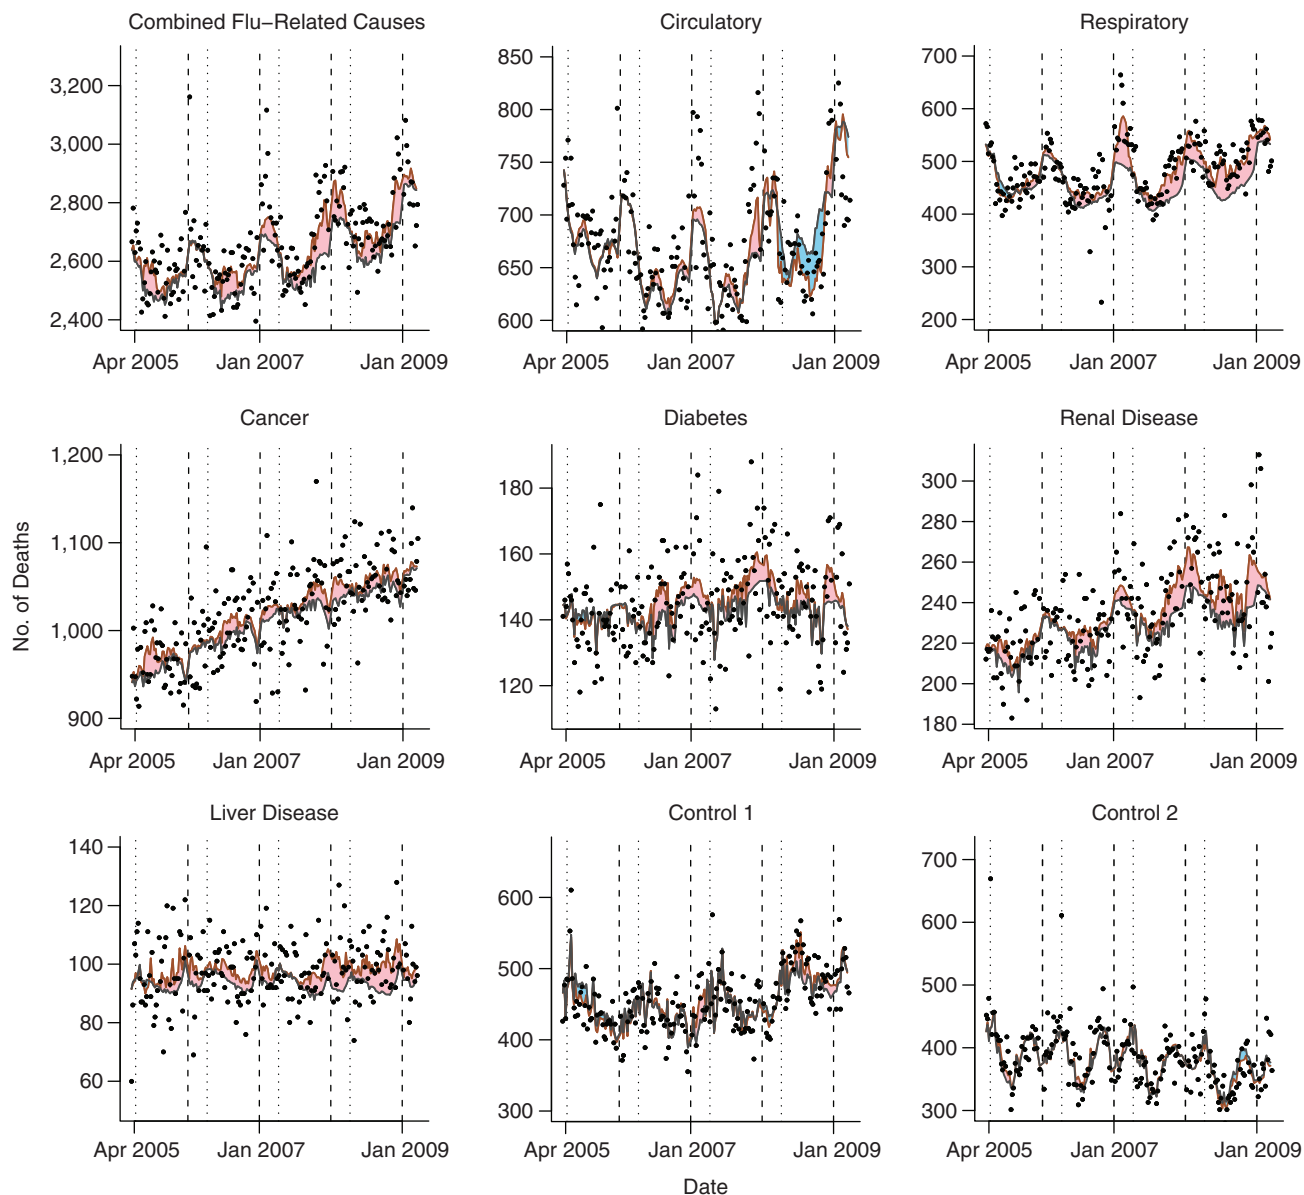 Combined Flu−Related Causes
Circulatory
Respiratory
3,200
3,000
2,800
2,600
2,400
Apr 2005
Jan 2007
Jan 2009
850
800
750
700
650
600
Apr 2005
Jan 2007
Jan 2009
700
600
500
400
300
200
Apr 2005
Jan 2007
Jan 2009
Cancer
Diabetes
Renal Disease
1,200
1,100
1,000
900
Apr 2005
Jan 2007
Jan 2009
180
160
140
120
Apr 2005
Jan 2007
Jan 2009
300
280
260
240
220
200
180
Apr 2005
Jan 2007
Jan 2009
No. of Deaths
Liver Disease
Control 1
Control 2
140
120
100
80
60
Apr 2005
Jan 2007
Jan 2009
600
500
400
300
Apr 2005
Jan 2007
Jan 2009
700
600
500
400
300
Apr 2005
Jan 2007
Jan 2009
Date